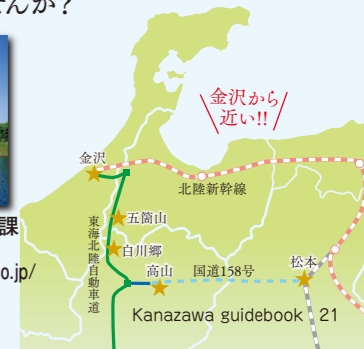 せんか？
金沢から
近い!!
金沢
北陸新幹線
五箇山
東海北陸自動車道
白川郷
課
高山
国道158号
松本
o.jp/
Kanazawa guidebook 21